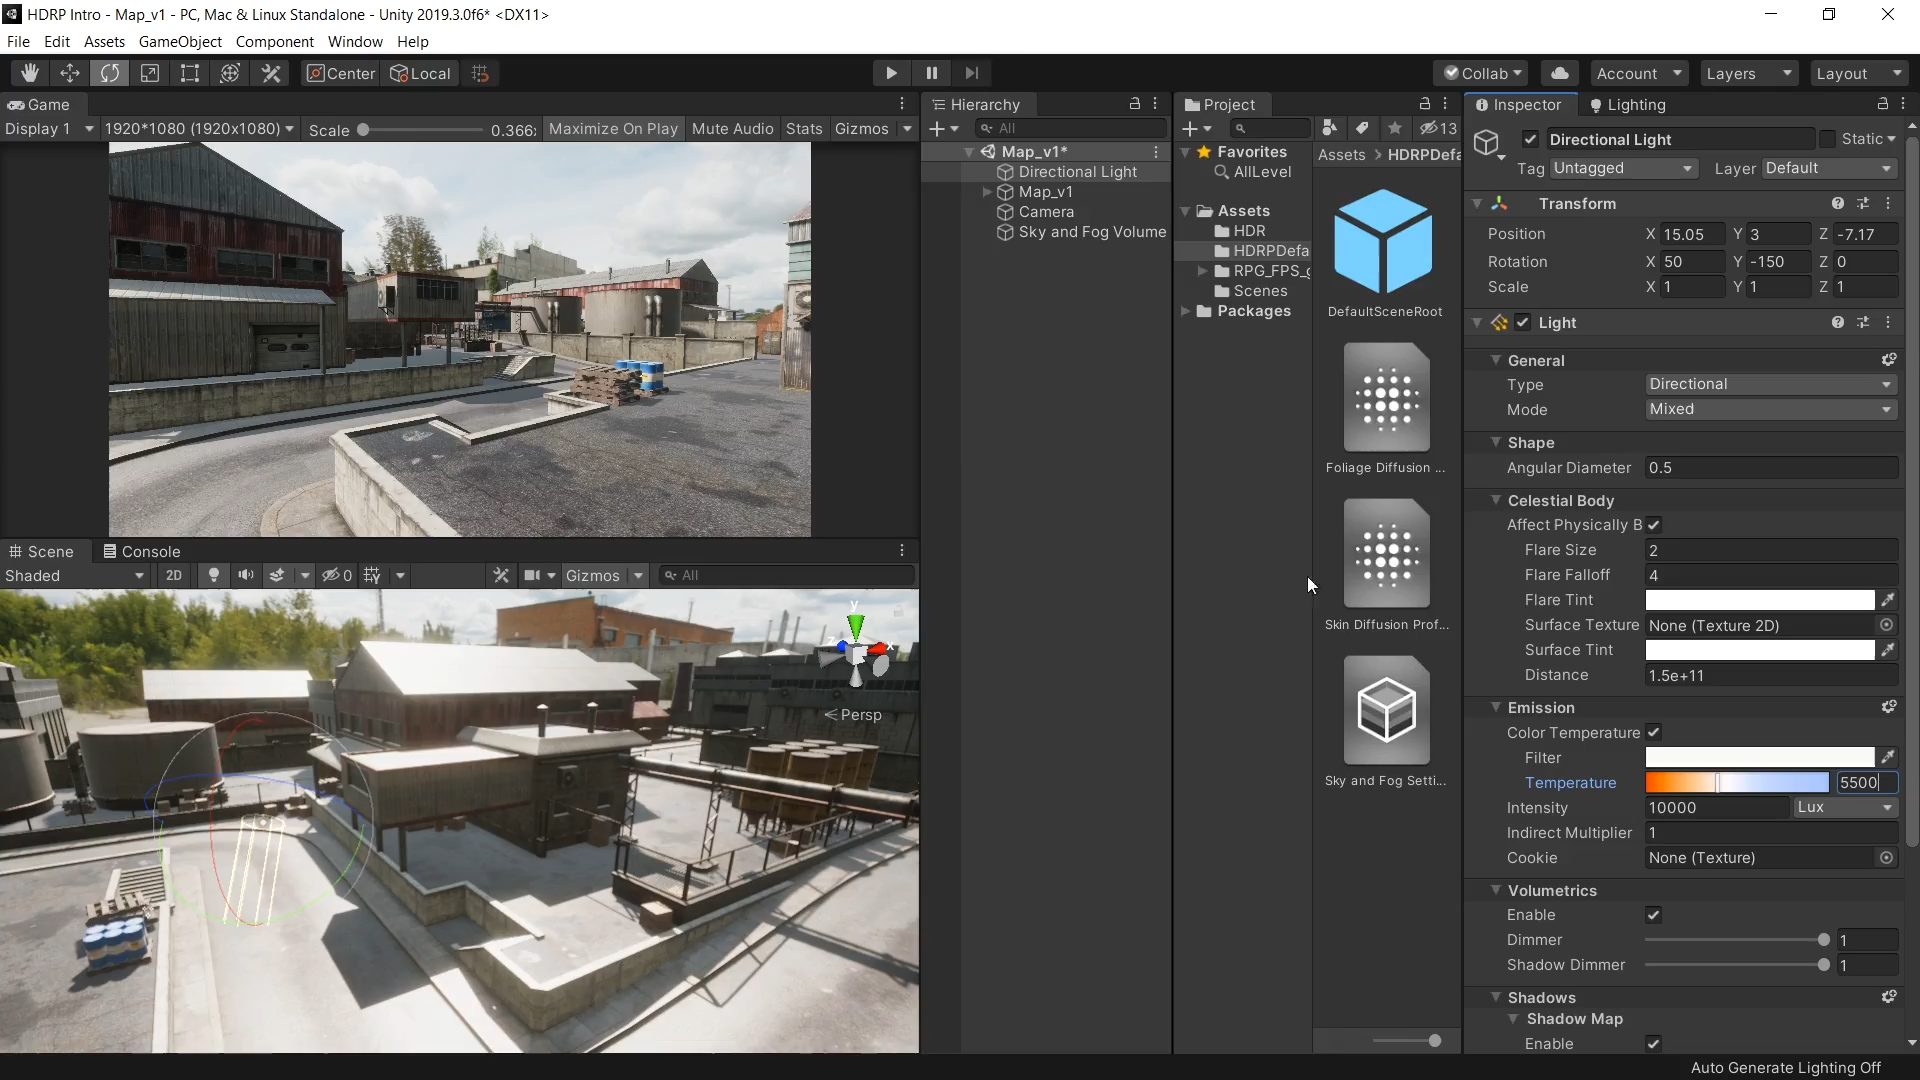 HDRP Intro - Map_v1 - PC, Mac & Linux Standalone - Unity 2019.3.0f6* <DX11>
File Edit Assets GameObject Component Window Help
Center Local Collab Account Layers Layout
Game
Display 1 1920*1080 (1920x1080) Scale 0.366: Maximize On Play Mute Audio Stats Gizmos
Scene Console
Shaded 2D 0 Gizmos All
y
z
x
Persp
Hierarchy
All
Map_v1*
Directional Light
Map_v1
Camera
Sky and Fog Volume
Project
13
Favorites
AllLevel
Assets
HDR
HDRPDefa
RPG_FPS_g
Scenes
Packages
Assets > HDRPDefa
DefaultSceneRoot
Foliage Diffusion ...
Skin Diffusion Prof...
Sky and Fog Setti...
Inspector Lighting
Directional Light Static
Tag Untagged Layer Default
Transform
Position X 15.05 Y 3 Z -7.17
Rotation X 50 Y -150 Z 0
Scale X 1 Y 1 Z 1
Light
General
Type Directional
Mode Mixed
Shape
Angular Diameter 0.5
Celestial Body
Affect Physically B
Flare Size 2
Flare Falloff 4
Flare Tint
Surface Texture None (Texture 2D)
Surface Tint
Distance 1.5e+11
Emission
Color Temperature
Filter
Temperature 5500
Intensity 10000 Lux
Indirect Multiplier 1
Cookie None (Texture)
Volumetrics
Enable
Dimmer 1
Shadow Dimmer 1
Shadows
Shadow Map
Enable
Auto Generate Lighting Off